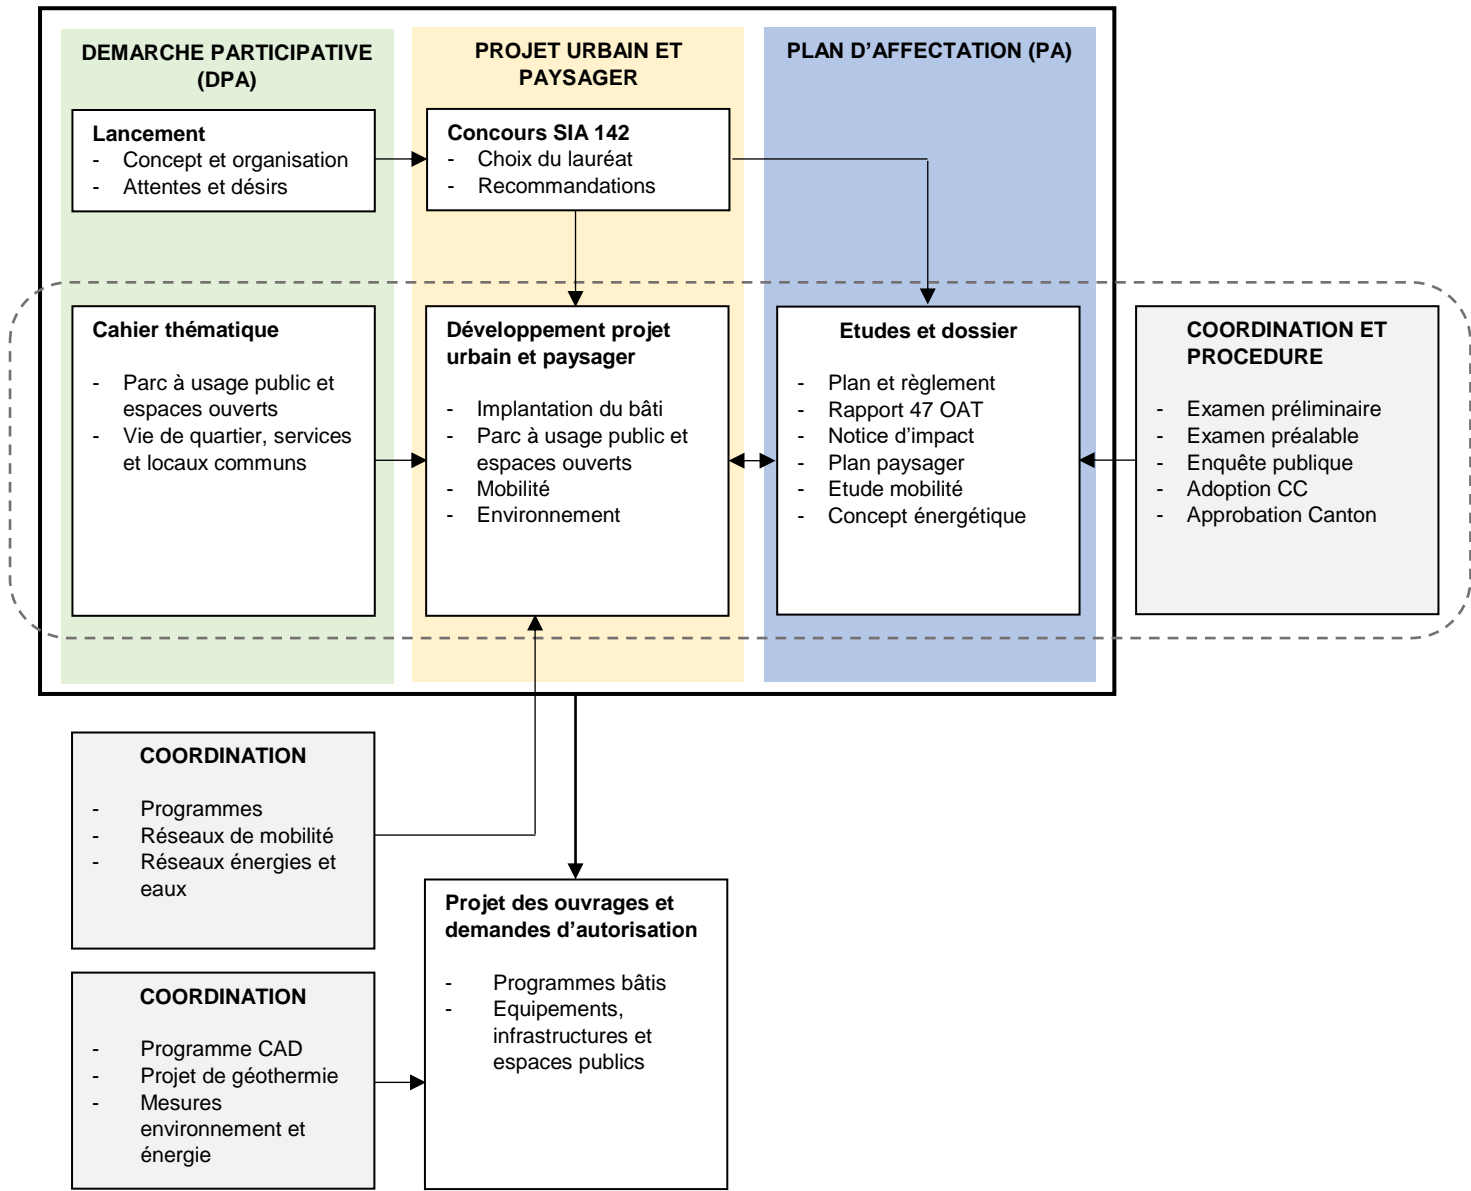 DEMARCHE PARTICIPATIVE
(DPA)
PROJET URBAIN ET
PAYSAGER
PLAN D’AFFECTATION (PA)
Lancement
- Concept et organisation
- Attentes et désirs
Concours SIA 142
- Choix du lauréat
- Recommandations
Cahier thématique
- Parc à usage public et
espaces ouverts
- Vie de quartier, services
et locaux communs
Développement projet
urbain et paysager
- Implantation du bâti
- Parc à usage public et
espaces ouverts
- Mobilité
- Environnement
Etudes et dossier
- Plan et règlement
- Rapport 47 OAT
- Notice d’impact
- Plan paysager
- Etude mobilité
- Concept énergétique
COORDINATION ET
PROCEDURE
- Examen préliminaire
- Examen préalable
- Enquête publique
- Adoption CC
- Approbation Canton
COORDINATION
- Programmes
- Réseaux de mobilité
- Réseaux énergies et
eaux
Projet des ouvrages et
demandes d’autorisation
- Programmes bâtis
- Equipements,
infrastructures et
espaces publics
COORDINATION
- Programme CAD
- Projet de géothermie
- Mesures
environnement et
énergie